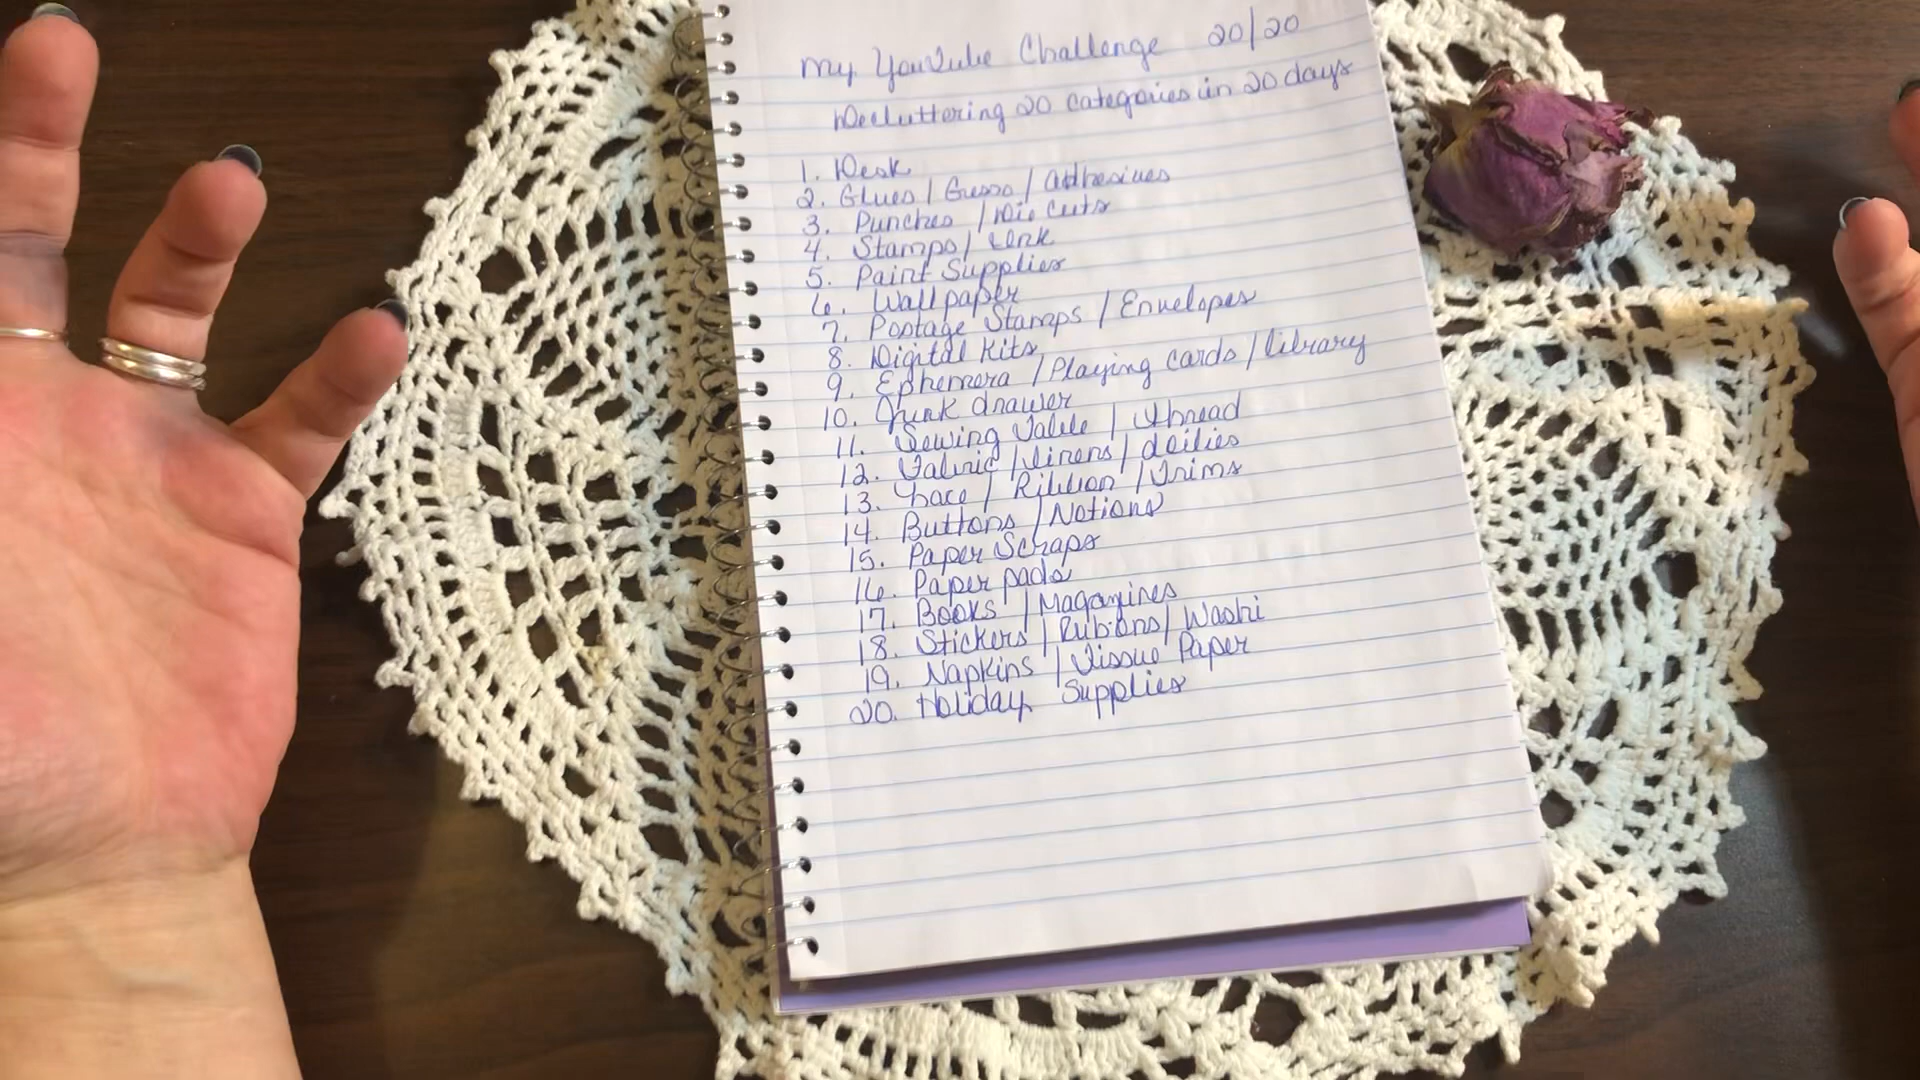 My YouTube Challenge 20/20
Decluttering 20 categories in 20 days
1. Desk
2. Glues / Gesso / Adhesives
3. Punches / Die Cuts
4. Stamps / Ink
5. Paint Supplies
6. Wallpaper
7. Postage Stamps / Envelopes
8. Digital Kits
9. Ephemera / Playing cards / library
10. Junk drawer
11. Sewing Table / Thread
12. Fabric / Linens / doilies
13. Lace / Ribbon / Trims
14. Buttons / Notions
15. Paper Scraps
16. Paper pads
17. Books / Magazines
18. Stickers / Rub-ons / Washi
19. Napkins / Tissue Paper
20. Holiday Supplies